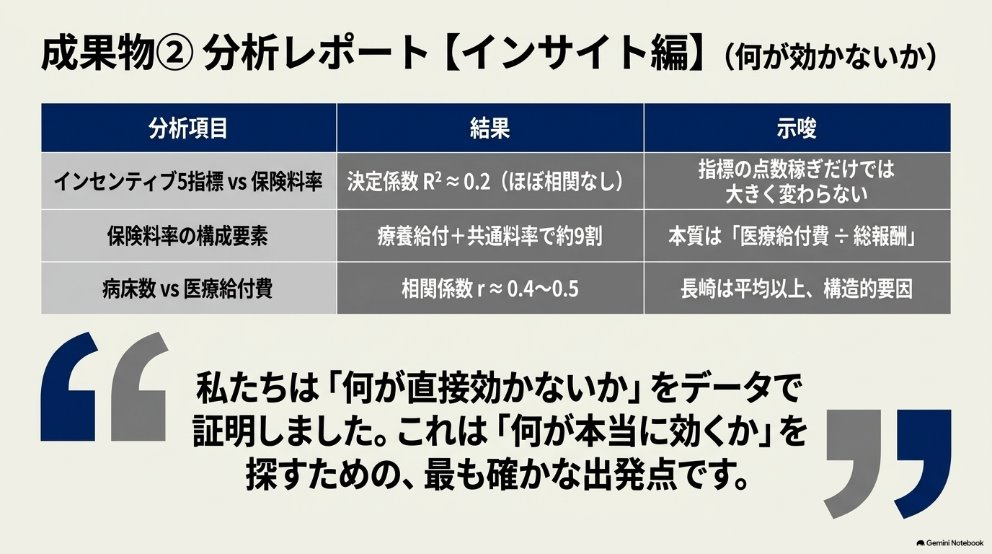 成果物② 分析レポート【インサイト編】（何が効かないか）
分析項目
結果
示唆
インセンティブ5指標 vs 保険料率
決定係数 R² ≈ 0.2（ほぼ相関なし）
指標の点数稼ぎだけでは
大きく変わらない
保険料率の構成要素
療養給付＋共通料率で約9割
本質は「医療給付費 ÷ 総報酬」
病床数 vs 医療給付費
相関係数 r ≈ 0.4〜0.5
長崎は平均以上、構造的要因
私たちは「何が直接効かないか」をデータで
証明しました。これは「何が本当に効くか」を
探すための、最も確かな出発点です。
Gemini Notebook